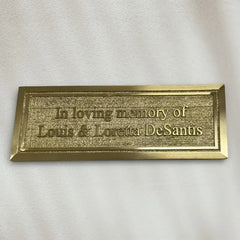 In loving memory of
Louis & Loretta DeSantis